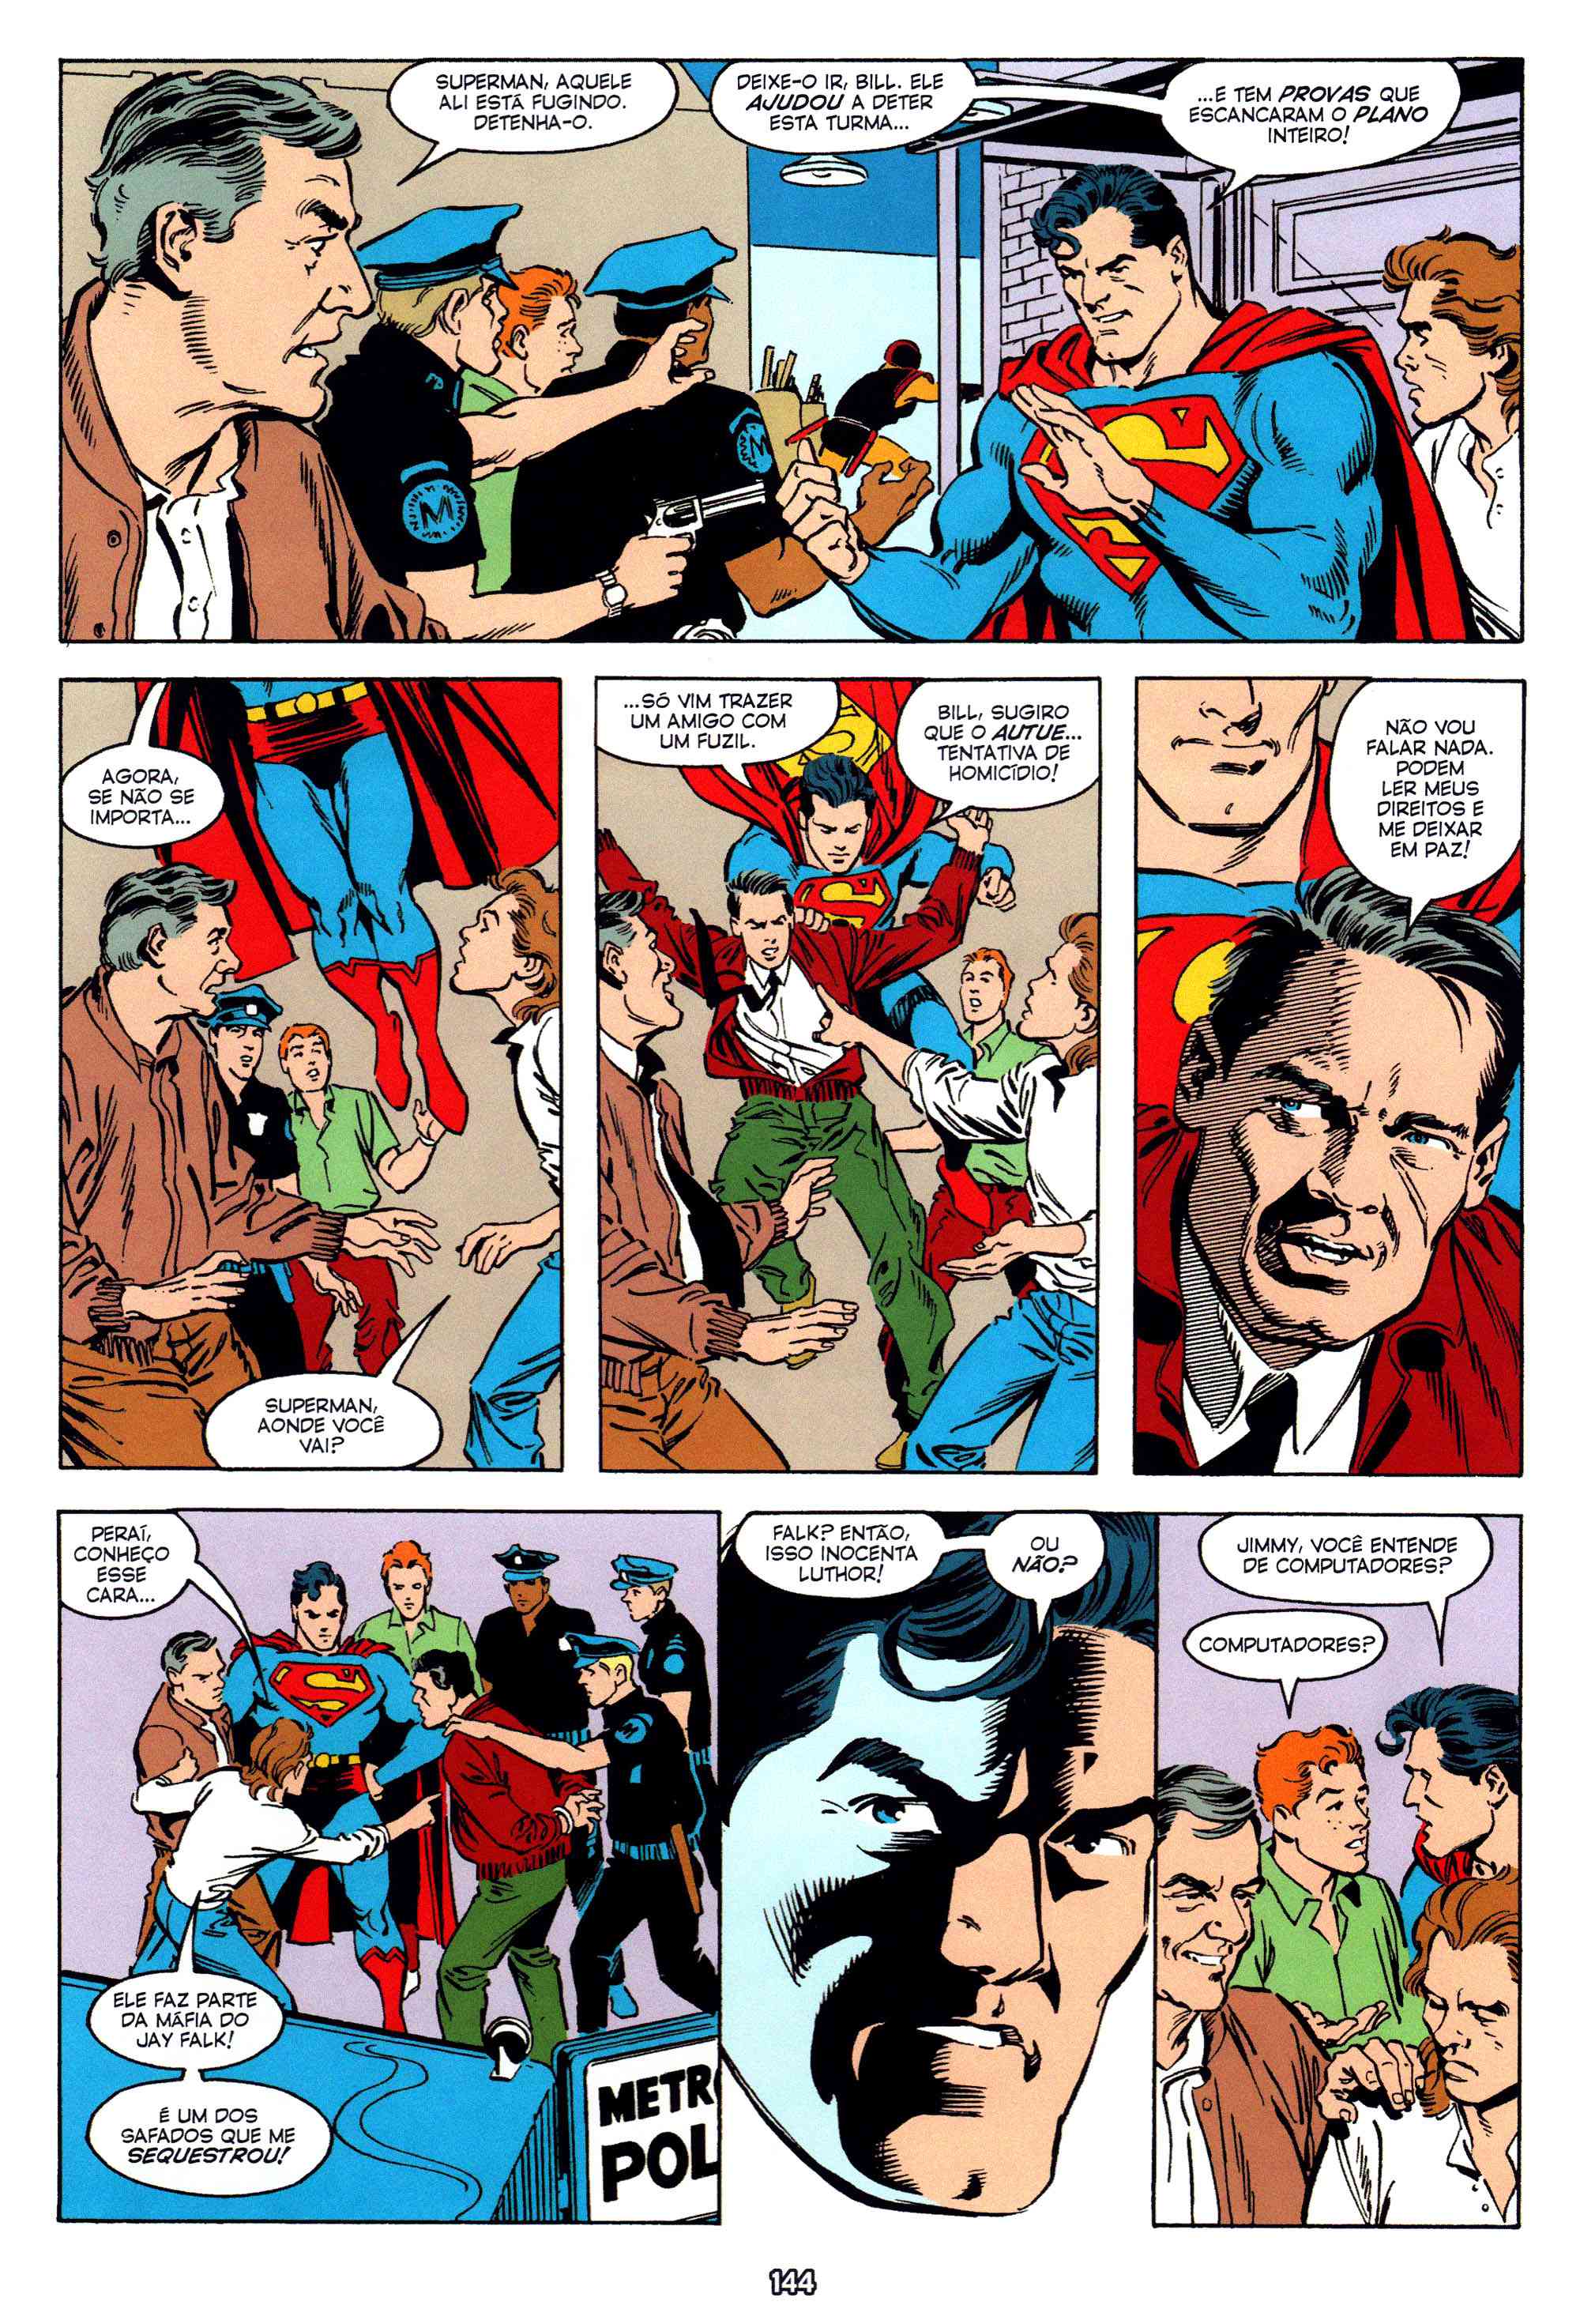 SUPERMAN, AQUELE
ALI ESTÁ FUGINDO.
DETENHA-O.
DEIXE-O IR, BILL. ELE
AJUDOU A DETER
ESTA TURMA...
...E TEM PROVAS QUE
ESCANCARAM O PLANO
INTEIRO!
M
M
AGORA,
SE NÃO SE
IMPORTA...
SUPERMAN,
AONDE VOCÊ
VAI?
...SÓ VIM TRAZER
UM AMIGO COM
UM FUZIL.
BILL, SUGIRO
QUE O AUTUE...
TENTATIVA DE
HOMICÍDIO!
NÃO VOU
FALAR NADA.
PODEM
LER MEUS
DIREITOS E
ME DEIXAR
EM PAZ!
PERAÍ,
CONHEÇO
ESSE
CARA...
ELE FAZ PARTE
DA MÁFIA DO
JAY FALK!
É UM DOS
SAFADOS QUE ME
SEQUESTROU!
METR
POL
FALK? ENTÃO,
ISSO INOCENTA
LUTHOR!
OU
NÃO?
JIMMY, VOCÊ ENTENDE
DE COMPUTADORES?
COMPUTADORES?
144